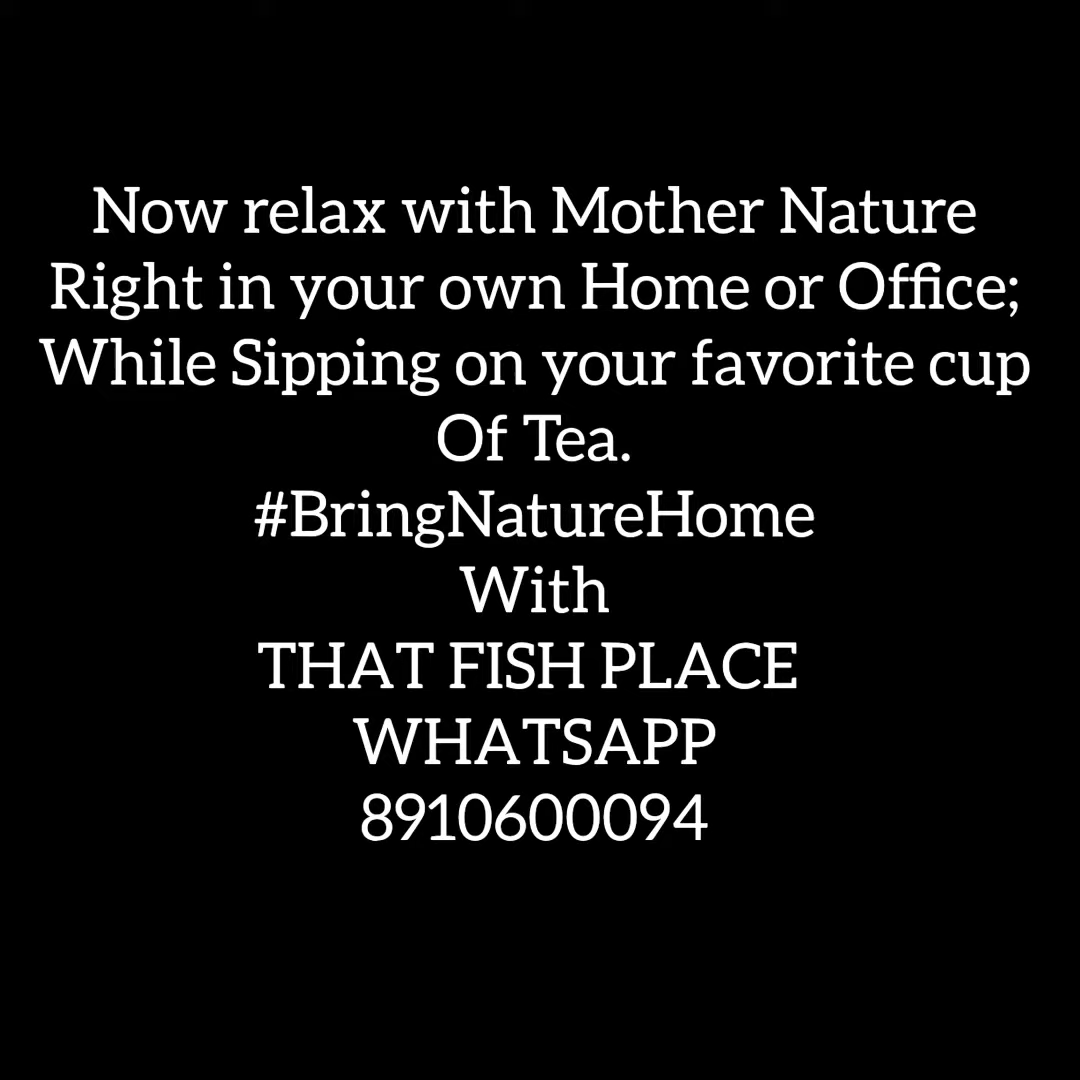 Now relax with Mother Nature
Right in your own Home or Office;
While Sipping on your favorite cup
Of Tea.
#BringNatureHome
With
THAT FISH PLACE
WHATSAPP
8910600094